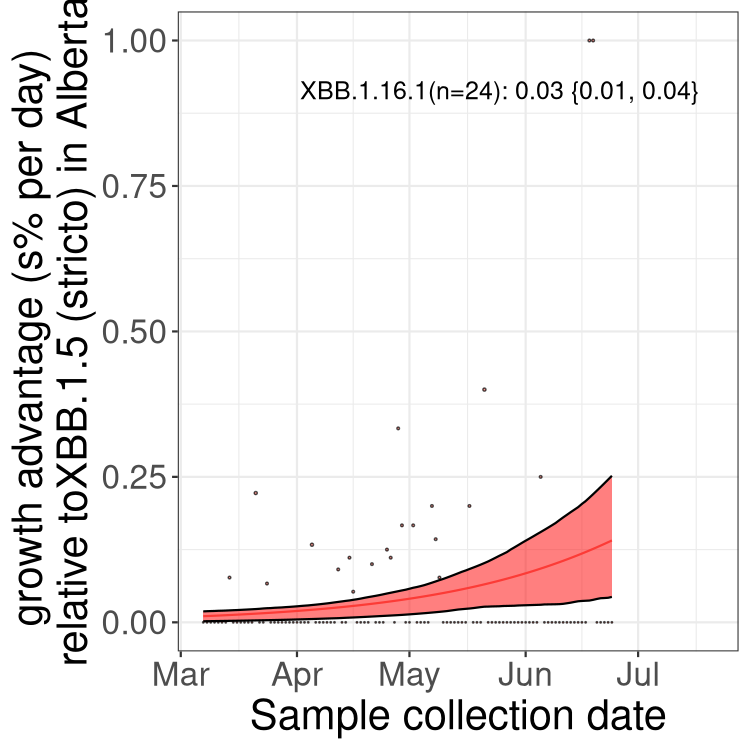 growth advantage (s% per day)
relative toXBB.1.5 (stricto) in Alberta
1.00
0.75
0.50
0.25
0.00
XBB.1.16.1(n=24): 0.03 {0.01, 0.04}
Mar
Apr
May
Jun
Jul
Sample collection date